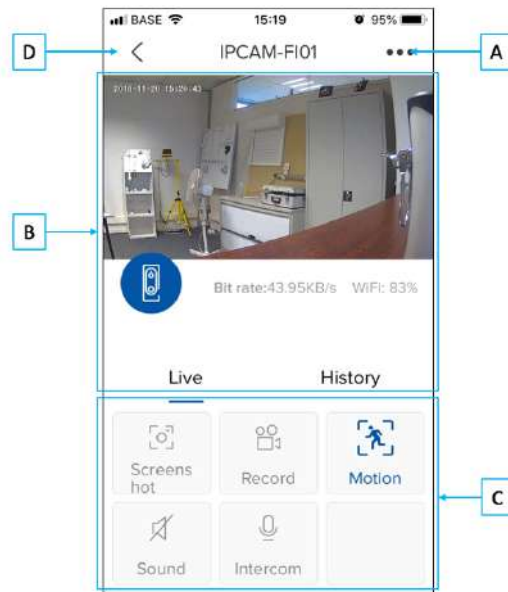 BASE 15:19 95%
D IPCAM-FI01 A
B
Bit rate:43.95KB/s WiFi: 83%
Live History
Screens
hot
Record
Motion
C
Sound Intercom